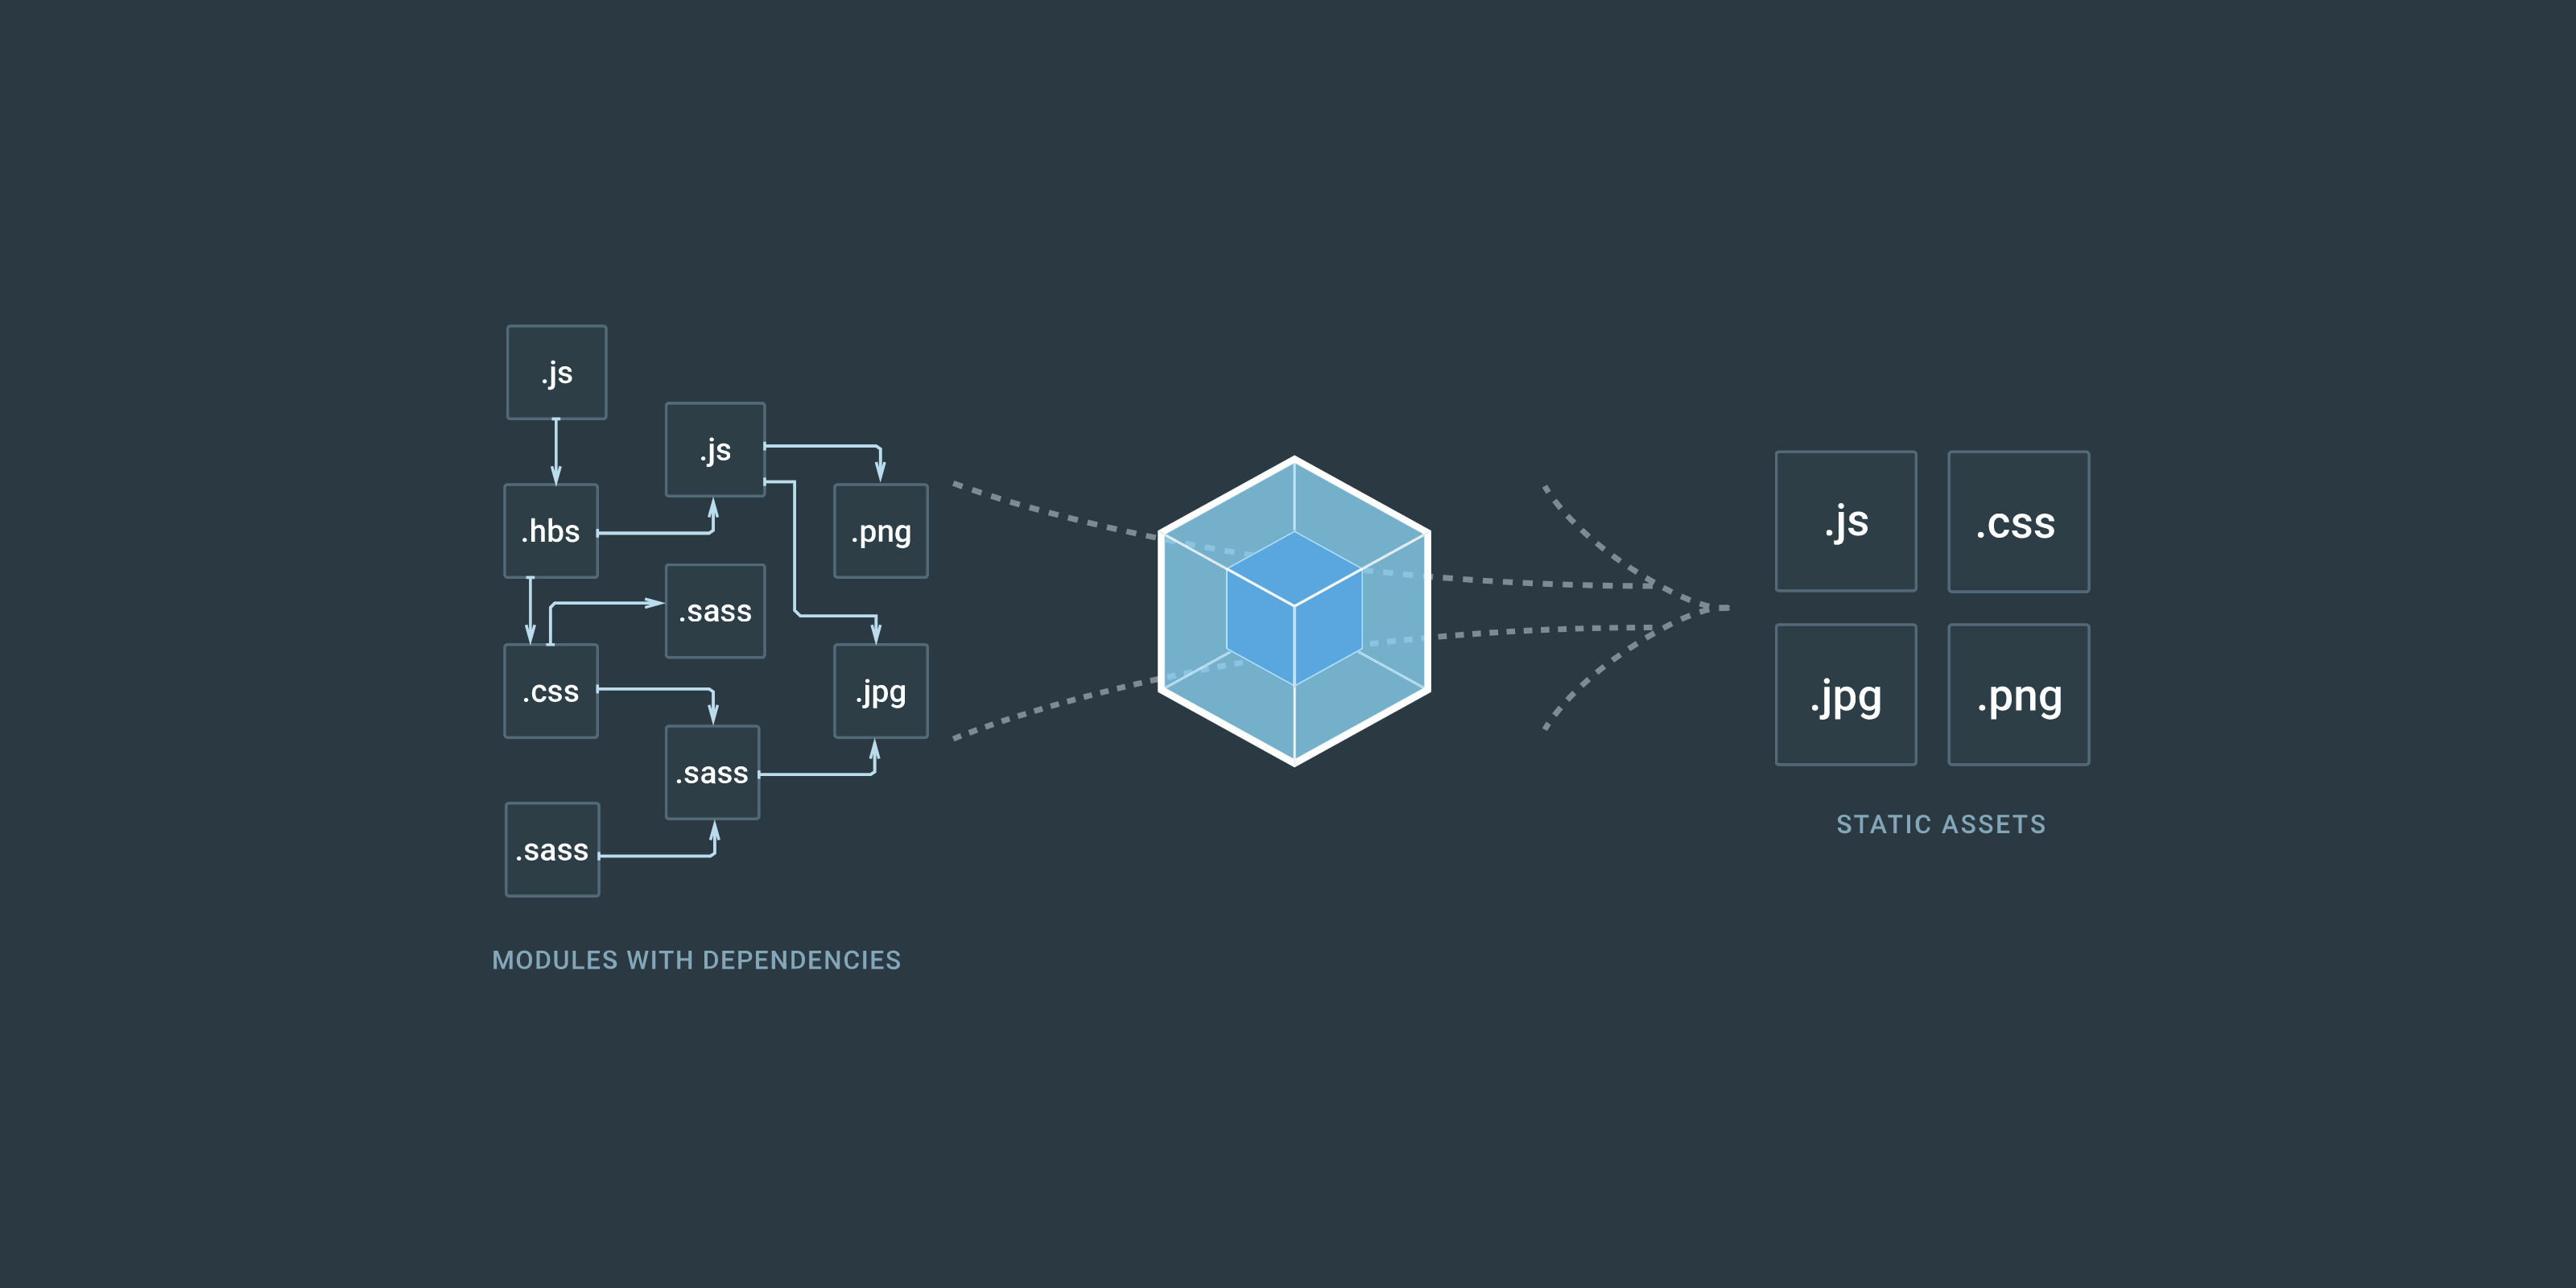 .js
.js
.hbs
.png
.sass
.css
.jpg
.sass
.sass
MODULES WITH DEPENDENCIES
.js
.css
.jpg
.png
STATIC ASSETS